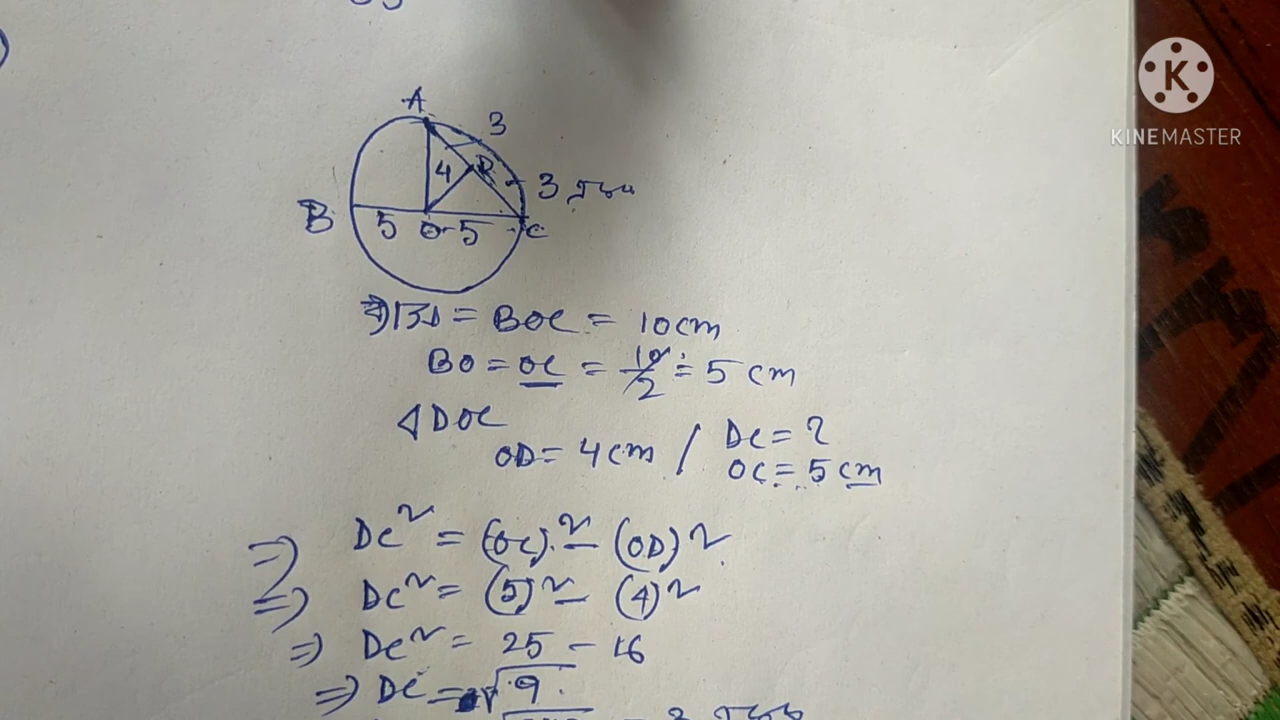 A
3
4
D
3 সেমি
B 5 O 5 C
= BOC = 10cm
BO = OC = 10/2 = 5 cm
△DOC
OD = 4cm / DC = ?
OC = 5 cm
⇒ DC² = (OC)² - (OD)²
⇒ DC² = (5)² - (4)²
⇒ DC² = 25 - 16
⇒ DC = √9
3 সেমি
K
KINEMASTER